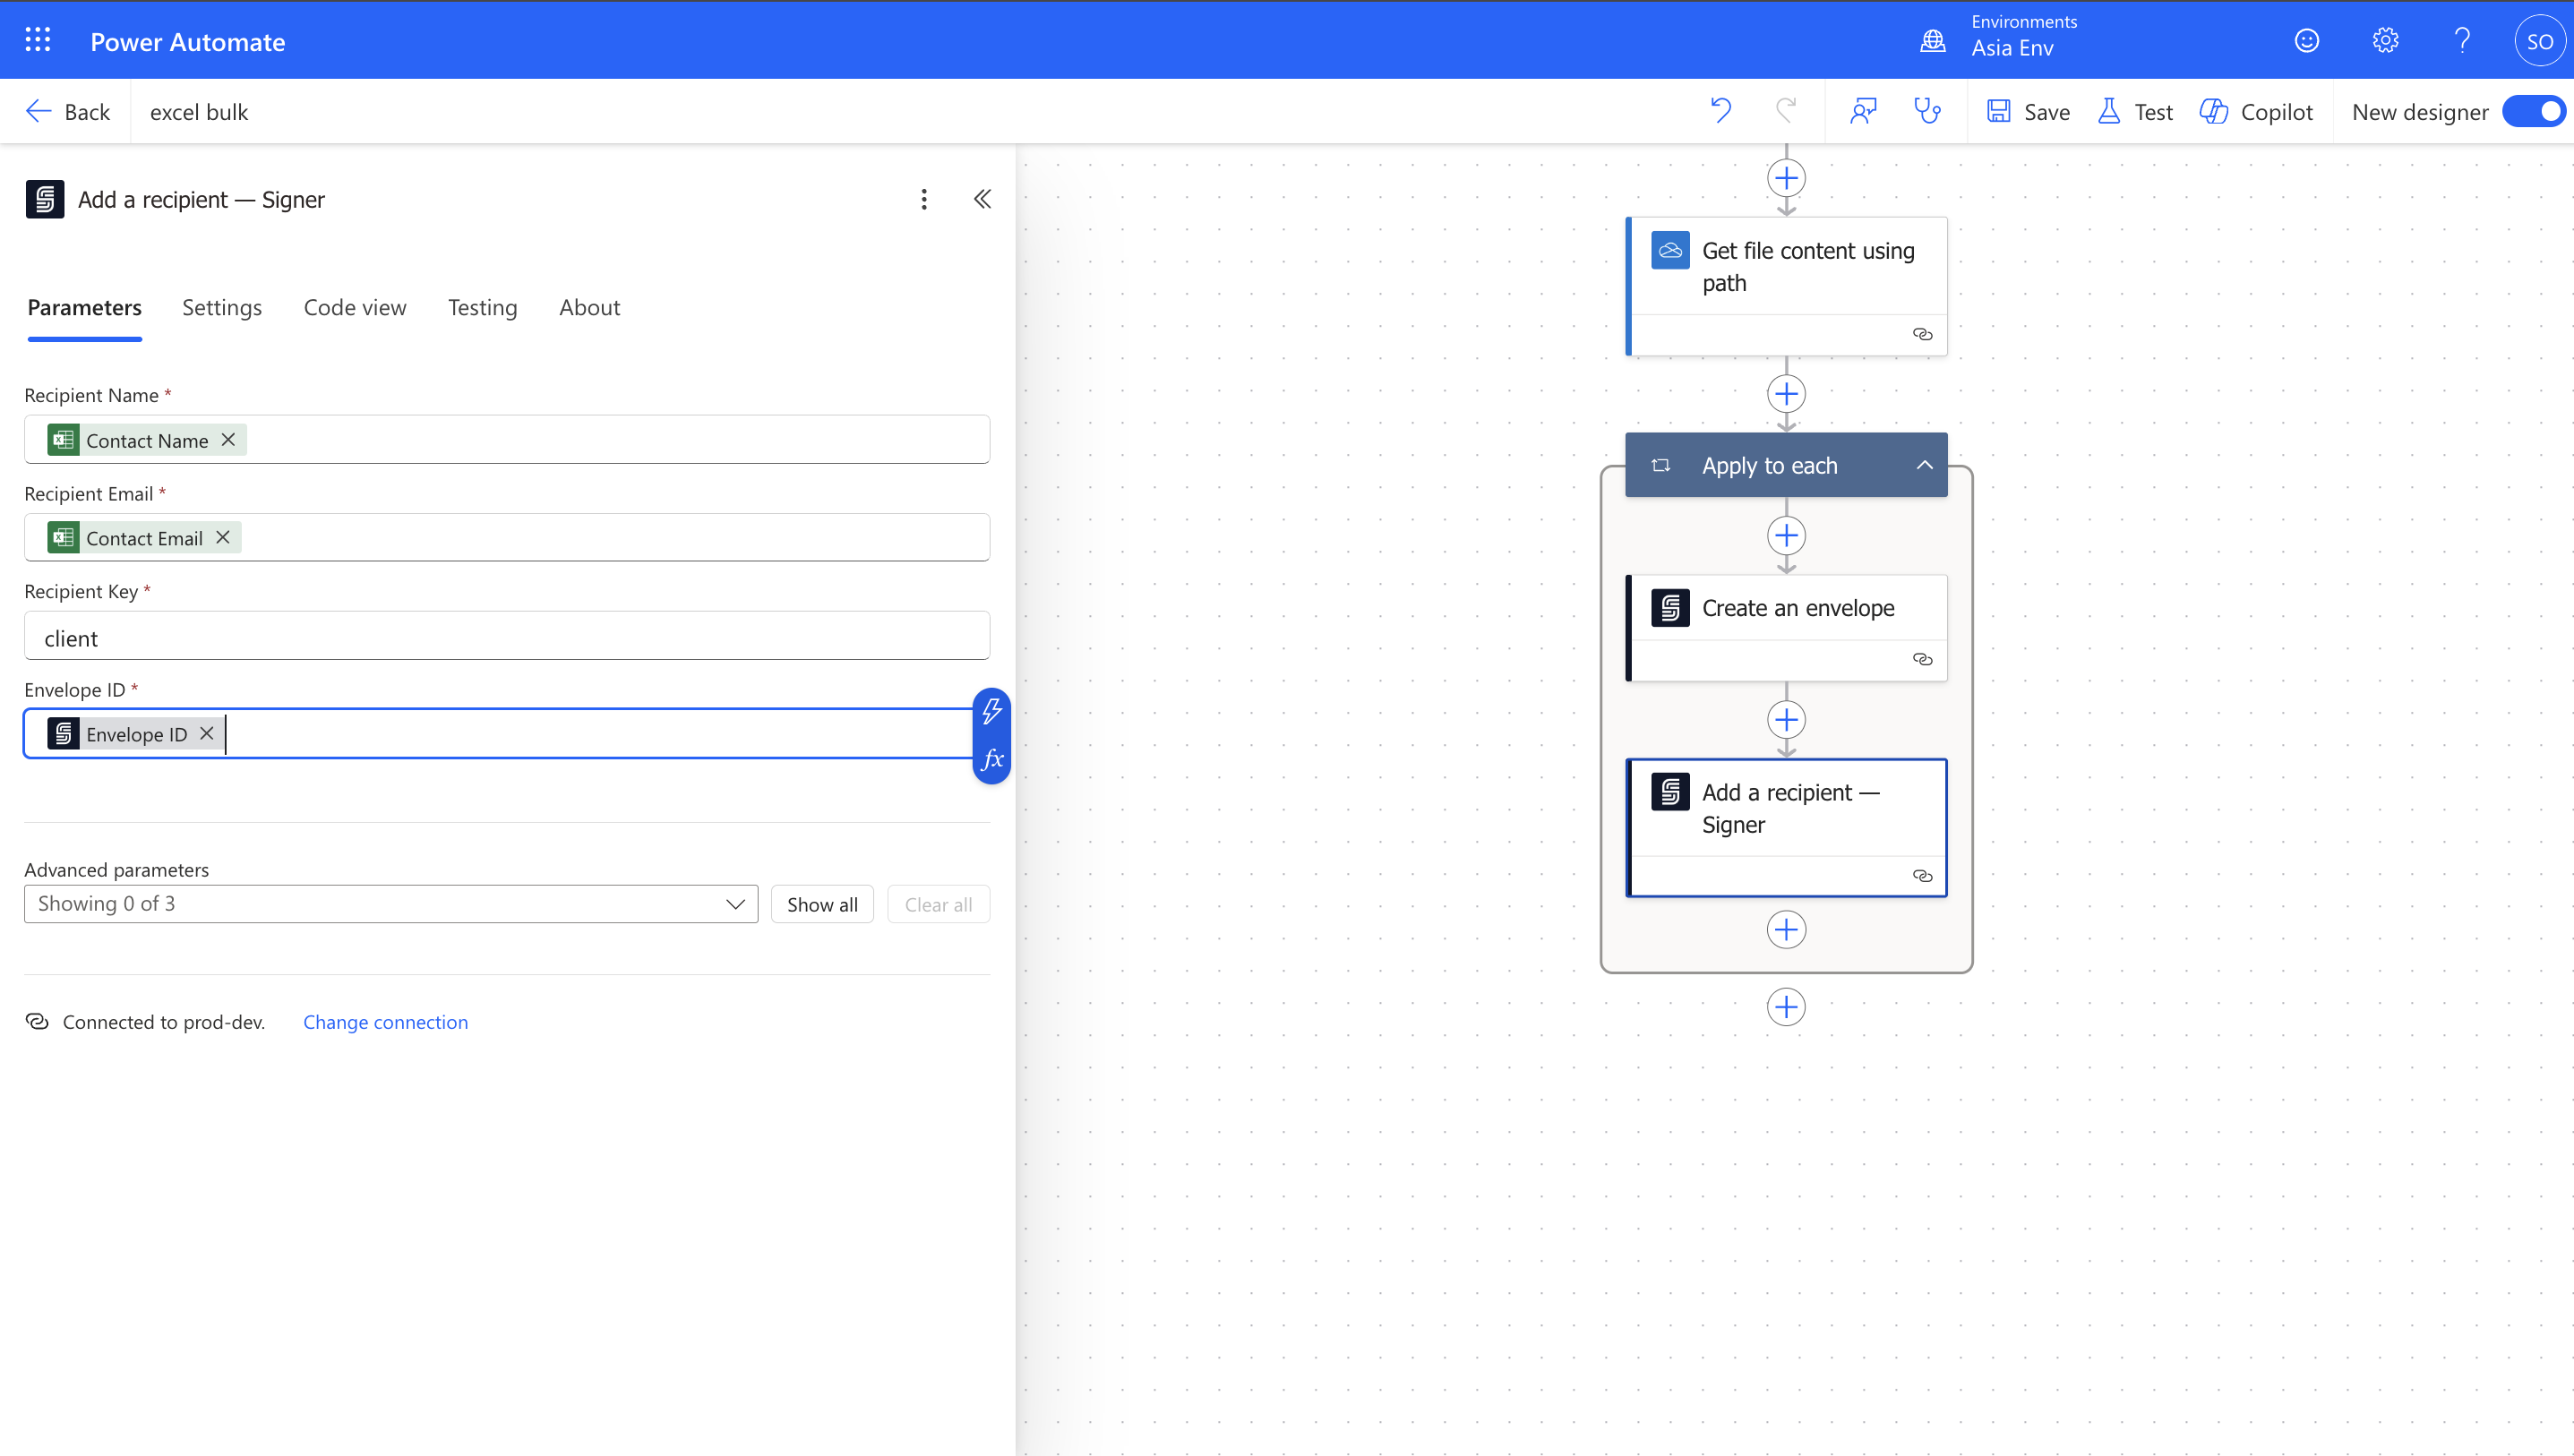 Power Automate
Environments
Asia Env
SO
Back
excel bulk
Save
Test
Copilot
New designer
Add a recipient — Signer
Parameters
Settings
Code view
Testing
About
Recipient Name *
Contact Name
Recipient Email *
Contact Email
Recipient Key *
client
Envelope ID *
Envelope ID
fx
Advanced parameters
Showing 0 of 3
Show all
Clear all
Connected to prod-dev.
Change connection
Get file content using
path
Apply to each
Create an envelope
Add a recipient —
Signer